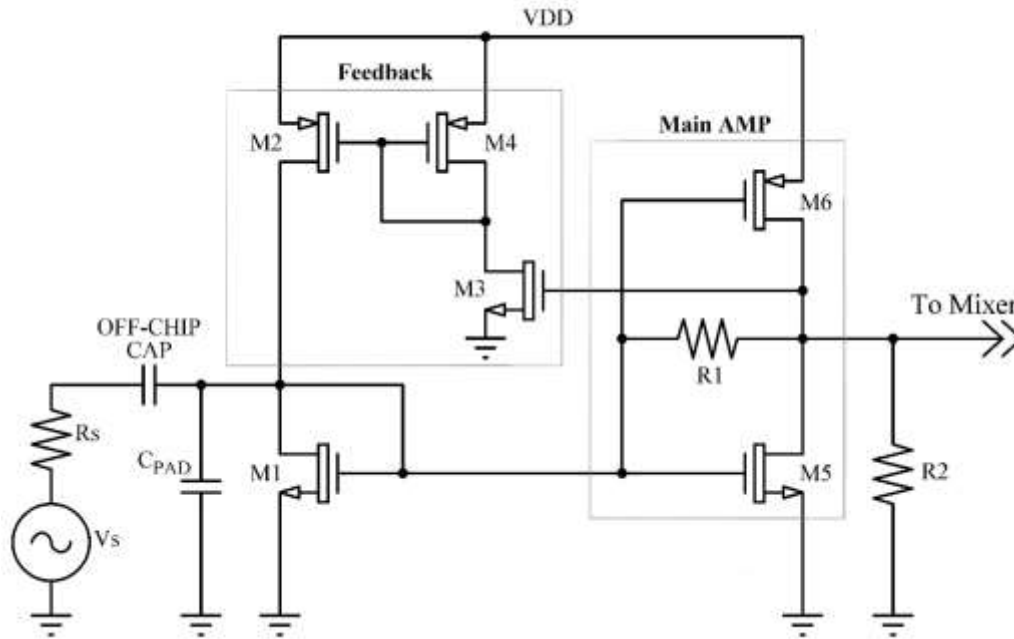 VDD
Feedback
M2
M4
Main AMP
M6
M3
To Mixer
OFF-CHIP
CAP
R1
Rs
CPAD
M1
M5
R2
Vs